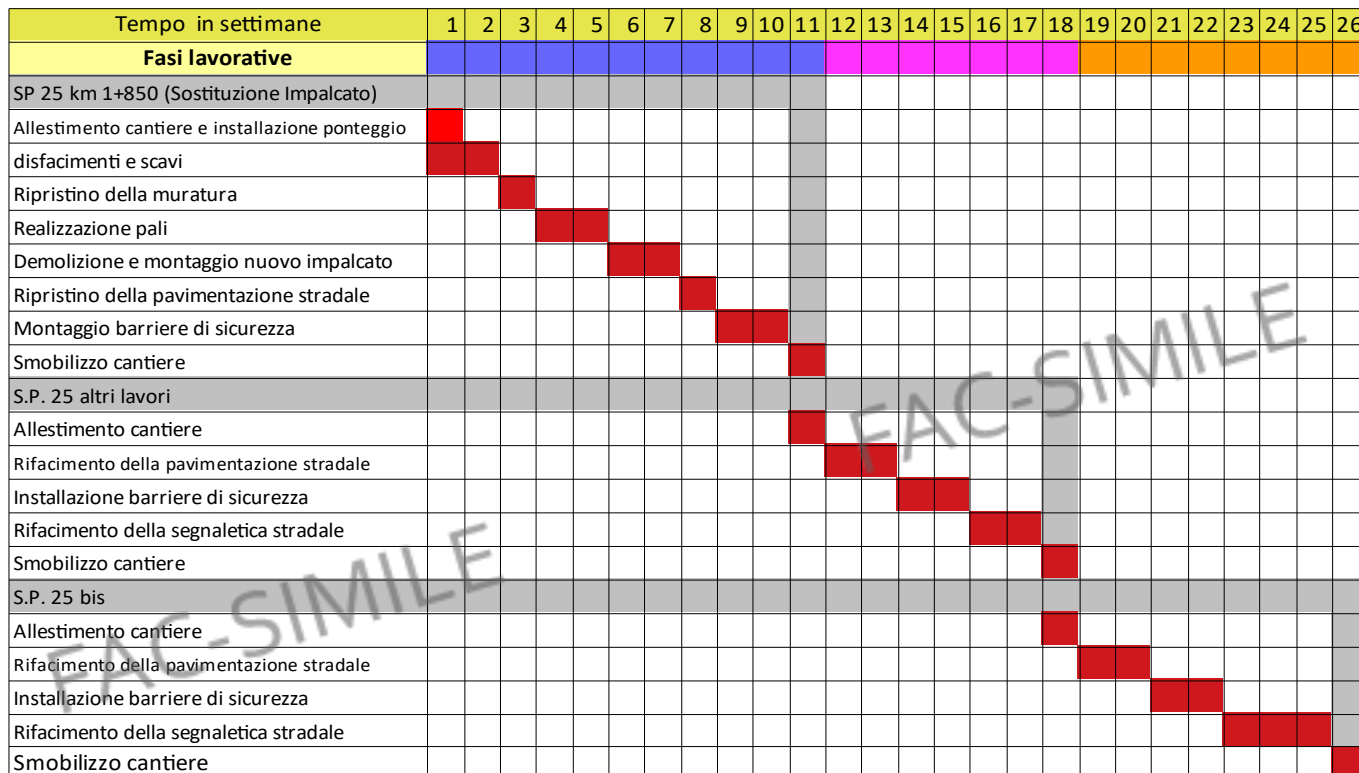 Tempo in settimane 1 2 3 4 5 6 7 8 9 10 11 12 13 14 15 16 17 18 19 20 21 22 23 24 25 26
Fasi lavorative
SP 25 km 1+850 (Sostituzione Impalcato)
Allestimento cantiere e installazione ponteggio
disfacimenti e scavi
Ripristino della muratura
Realizzazione pali
Demolizione e montaggio nuovo impalcato
Ripristino della pavimentazione stradale
Montaggio barriere di sicurezza
Smobilizzo cantiere
S.P. 25 altri lavori
Allestimento cantiere
Rifacimento della pavimentazione stradale
Installazione barriere di sicurezza
Rifacimento della segnaletica stradale
Smobilizzo cantiere
S.P. 25 bis
Allestimento cantiere
Rifacimento della pavimentazione stradale
Installazione barriere di sicurezza
Rifacimento della segnaletica stradale
Smobilizzo cantiere
FAC-SIMILE
FAC-SIMILE